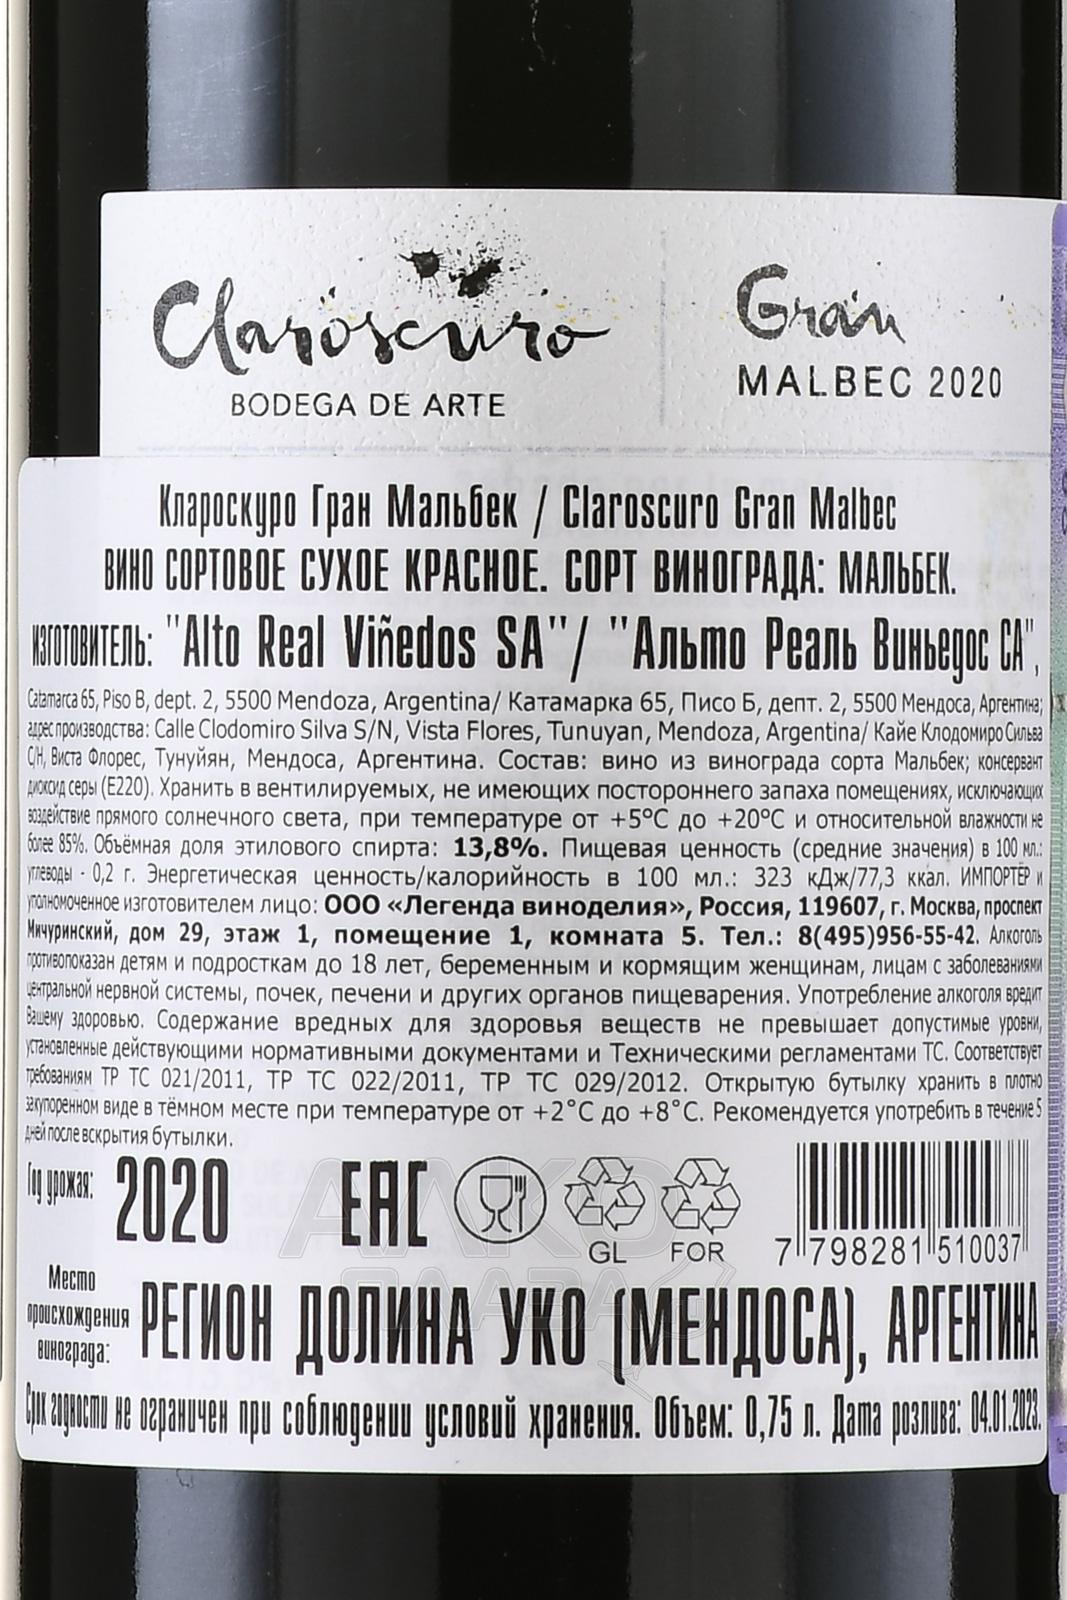 Claroscuro
BODEGA DE ARTE
Gran
MALBEC 2020
Клароскуро Гран Мальбек / Claroscuro Gran Malbec
ВИНО СОРТОВОЕ СУХОЕ КРАСНОЕ. СОРТ ВИНОГРАДА: МАЛЬБЕК.
ИЗГОТОВИТЕЛЬ: "Alto Real Viñedos SA"/ "Альто Реаль Виньедос СА",
Catamarca 65, Piso B, dept. 2, 5500 Mendoza, Argentina/ Катамарка 65, Писо Б, депт. 2, 5500 Мендоса, Аргентина;
адрес производства: Calle Clodomiro Silva S/N, Vista Flores, Tunuyan, Mendoza, Argentina/ Кайе Клодомиро Сильва
С/Н, Виста Флорес, Тунуйян, Мендоса, Аргентина. Состав: вино из винограда сорта Мальбек; консервант
диоксид серы (Е220). Хранить в вентилируемых, не имеющих постороннего запаха помещениях, исключающих
воздействие прямого солнечного света, при температуре от +5°С до +20°С и относительной влажности не
более 85%. Объёмная доля этилового спирта: 13,8%. Пищевая ценность (средние значения) в 100 мл.:
углеводы - 0,2 г. Энергетическая ценность/калорийность в 100 мл.: 323 кДж/77,3 ккал. ИМПОРТЁР и
уполномоченное изготовителем лицо: ООО «Легенда виноделия», Россия, 119607, г. Москва, проспект
Мичуринский, дом 29, этаж 1, помещение 1, комната 5. Тел.: 8(495)956-55-42. Алкоголь
противопоказан детям и подросткам до 18 лет, беременным и кормящим женщинам, лицам с заболеваниями
центральной нервной системы, почек, печени и других органов пищеварения. Употребление алкоголя вредит
Вашему здоровью. Содержание вредных для здоровья веществ не превышает допустимые уровни,
установленные действующими нормативными документами и Техническими регламентами ТС. Соответствует
требованиям ТР ТС 021/2011, ТР ТС 022/2011, ТР ТС 029/2012. Открытую бутылку хранить в плотно
закупоренном виде в тёмном месте при температуре от +2°С до +8°С. Рекомендуется употребить в течение 5
дней после вскрытия бутылки.
Год урожая: 2020 ЕАС
GL FOR
7 798281 510037
АЛКО
ПЛАЗА
Место
происхождения
винограда:
РЕГИОН ДОЛИНА УКО (МЕНДОСА), АРГЕНТИНА
Срок годности не ограничен при соблюдении условий хранения. Объем: 0,75 л. Дата розлива: 04.01.2023.